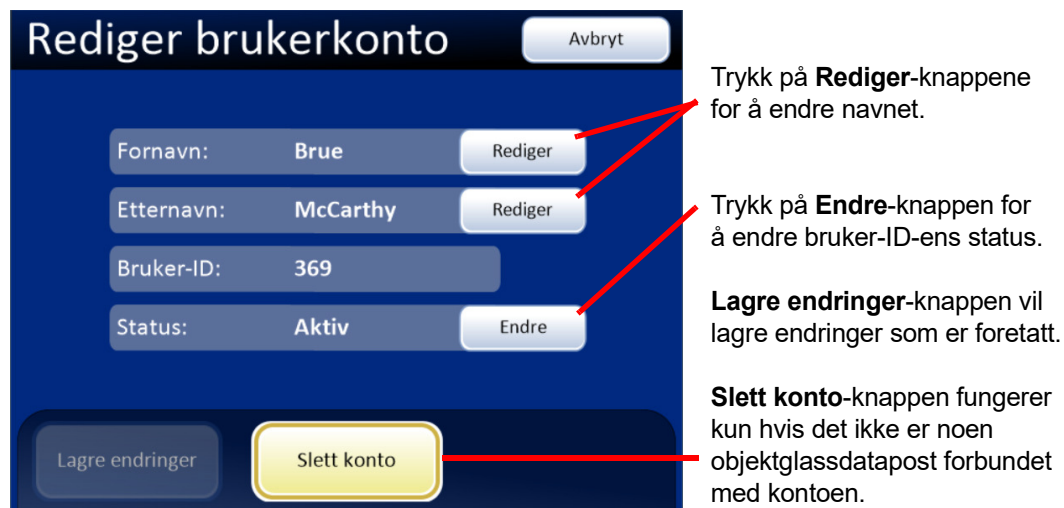 Rediger brukerkonto
Avbryt
Fornavn: Brue Rediger
Etternavn: McCarthy Rediger
Bruker-ID: 369
Status: Aktiv Endre
Lagre endringer
Slett konto
Trykk på Rediger-knappene
for å endre navnet.
Trykk på Endre-knappen for
å endre bruker-ID-ens status.
Lagre endringer-knappen vil
lagre endringer som er foretatt.
Slett konto-knappen fungerer
kun hvis det ikke er noen
objektglassdatapost forbundet
med kontoen.